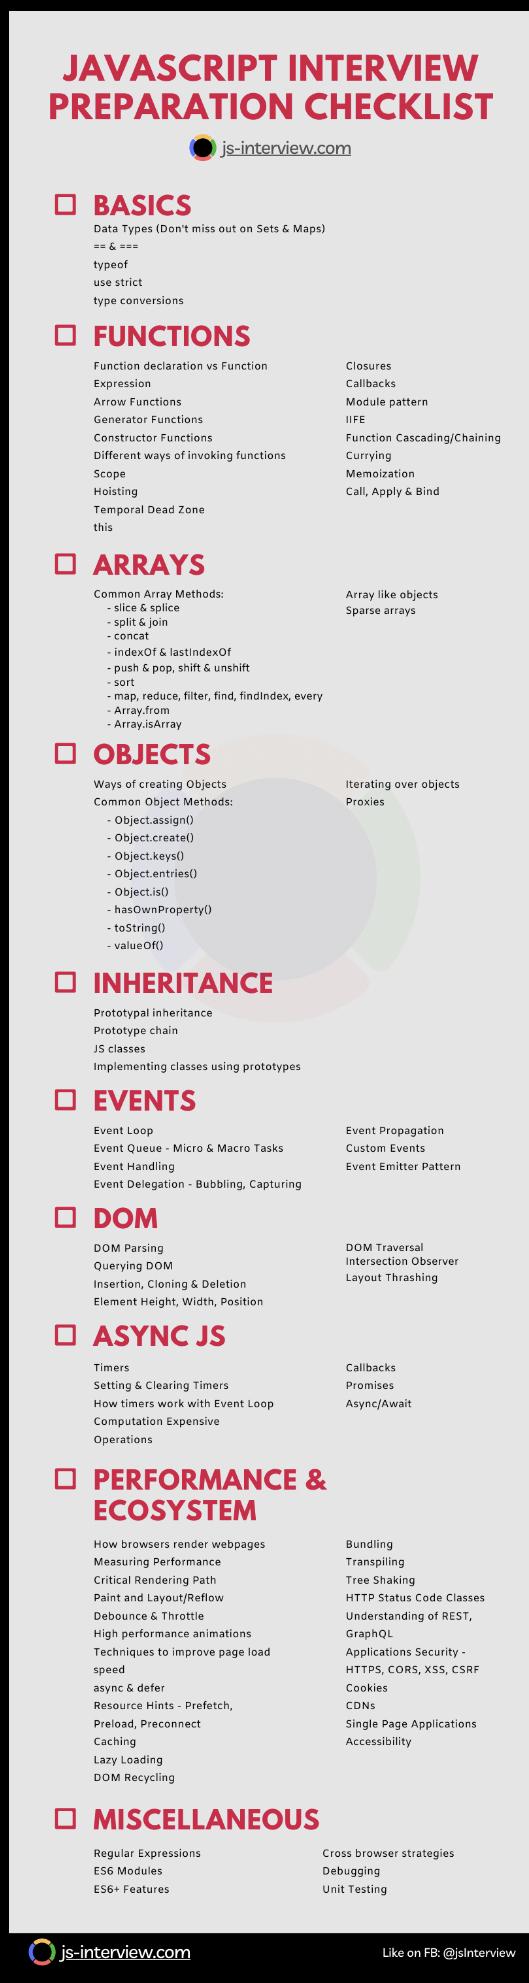 JAVASCRIPT INTERVIEW
PREPARATION CHECKLIST
js-interview.com
BASICS
Data Types (Don't miss out on Sets & Maps)
== & ===
typeof
use strict
type conversions
FUNCTIONS
Function declaration vs Function
Expression
Arrow Functions
Generator Functions
Constructor Functions
Different ways of invoking functions
Scope
Hoisting
Temporal Dead Zone
this
Closures
Callbacks
Module pattern
IIFE
Function Cascading/Chaining
Currying
Memoization
Call, Apply & Bind
ARRAYS
Common Array Methods:
- slice & splice
- split & join
- concat
- indexOf & lastIndexOf
- push & pop, shift & unshift
- sort
- map, reduce, filter, find, findIndex, every
- Array.from
- Array.isArray
Array like objects
Sparse arrays
OBJECTS
Ways of creating Objects
Common Object Methods:
- Object.assign()
- Object.create()
- Object.keys()
- Object.entries()
- Object.is()
- hasOwnProperty()
- toString()
- valueOf()
Iterating over objects
Proxies
INHERITANCE
Prototypal inheritance
Prototype chain
JS classes
Implementing classes using prototypes
EVENTS
Event Loop
Event Queue - Micro & Macro Tasks
Event Handling
Event Delegation - Bubbling, Capturing
Event Propagation
Custom Events
Event Emitter Pattern
DOM
DOM Parsing
Querying DOM
Insertion, Cloning & Deletion
Element Height, Width, Position
DOM Traversal
Intersection Observer
Layout Thrashing
ASYNC JS
Timers
Setting & Clearing Timers
How timers work with Event Loop
Computation Expensive
Operations
Callbacks
Promises
Async/Await
PERFORMANCE &
ECOSYSTEM
How browsers render webpages
Measuring Performance
Critical Rendering Path
Paint and Layout/Reflow
Debounce & Throttle
High performance animations
Techniques to improve page load
speed
async & defer
Resource Hints - Prefetch,
Preload, Preconnect
Caching
Lazy Loading
DOM Recycling
Bundling
Transpiling
Tree Shaking
HTTP Status Code Classes
Understanding of REST,
GraphQL
Applications Security -
HTTPS, CORS, XSS, CSRF
Cookies
CDNs
Single Page Applications
Accessibility
MISCELLANEOUS
Regular Expressions
ES6 Modules
ES6+ Features
Cross browser strategies
Debugging
Unit Testing
js-interview.com
Like on FB: @jsInterview